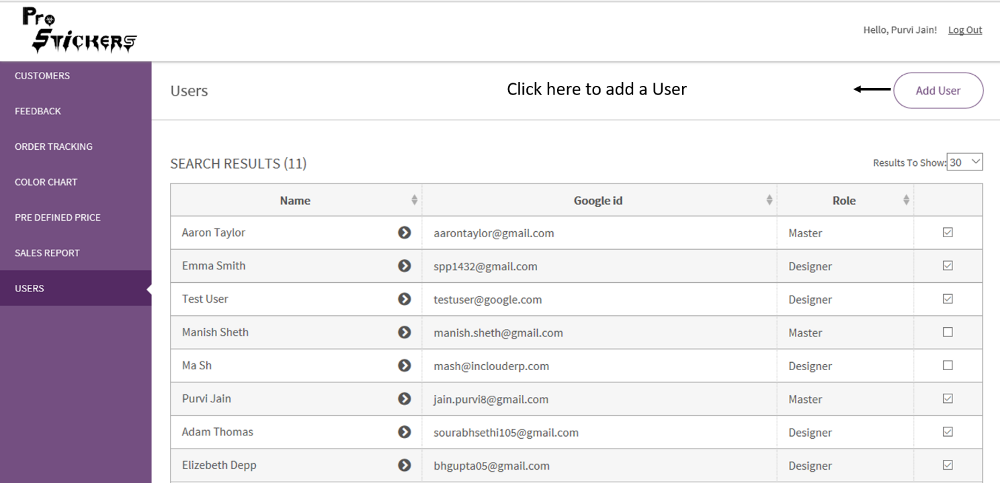 Pro
STICKERS
Hello, Purvi Jain! Log Out
CUSTOMERS
FEEDBACK
ORDER TRACKING
COLOR CHART
PRE DEFINED PRICE
SALES REPORT
USERS
Users
Click here to add a User
Add User
SEARCH RESULTS (11)
Results To Show: 30
Name Google id Role
Aaron Taylor aarontaylor@gmail.com Master
Emma Smith spp1432@gmail.com Designer
Test User testuser@google.com Designer
Manish Sheth manish.sheth@gmail.com Master
Ma Sh mash@inclouderp.com Designer
Purvi Jain jain.purvi8@gmail.com Master
Adam Thomas sourabhsethi105@gmail.com Designer
Elizebeth Depp bhgupta05@gmail.com Designer